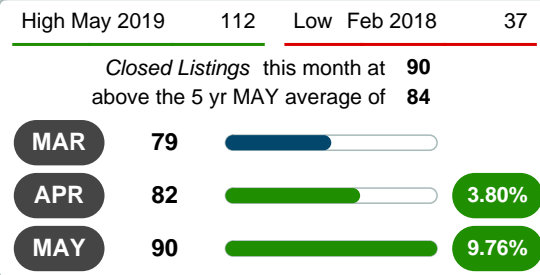 High May 2019 112 Low Feb 2018 37
Closed Listings this month at 90
above the 5 yr MAY average of 84
MAR 79
APR 82 3.80%
MAY 90 9.76%